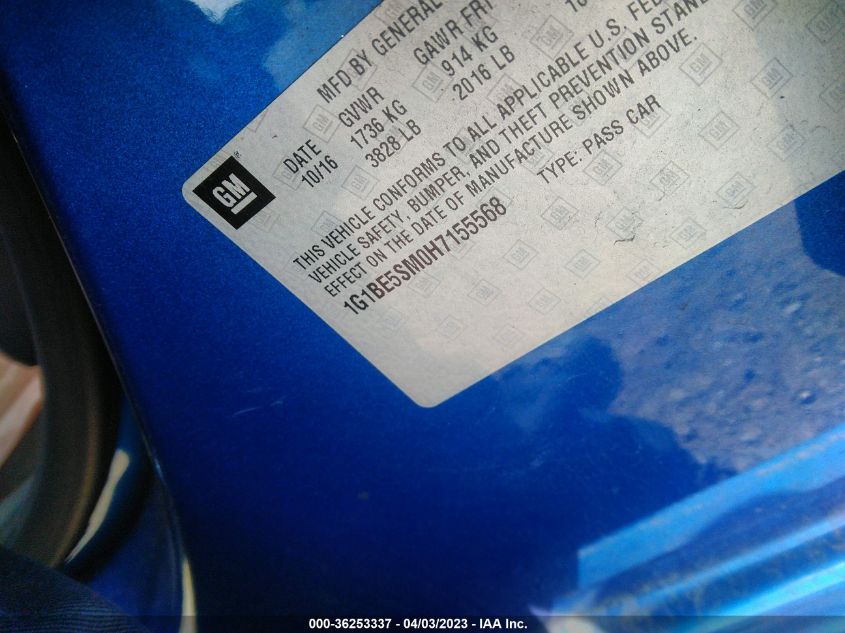 MFD BY GENERAL
DATE GVWR GAWR FRT
10/16 1736 KG 914 KG
3828 LB 2016 LB
THIS VEHICLE CONFORMS TO ALL APPLICABLE U.S. FEDE
VEHICLE SAFETY, BUMPER, AND THEFT PREVENTION STAND
EFFECT ON THE DATE OF MANUFACTURE SHOWN ABOVE.
1G1BE5SM0H7155568 TYPE: PASS CAR
GM
000-36253337 - 04/03/2023 - IAA Inc.